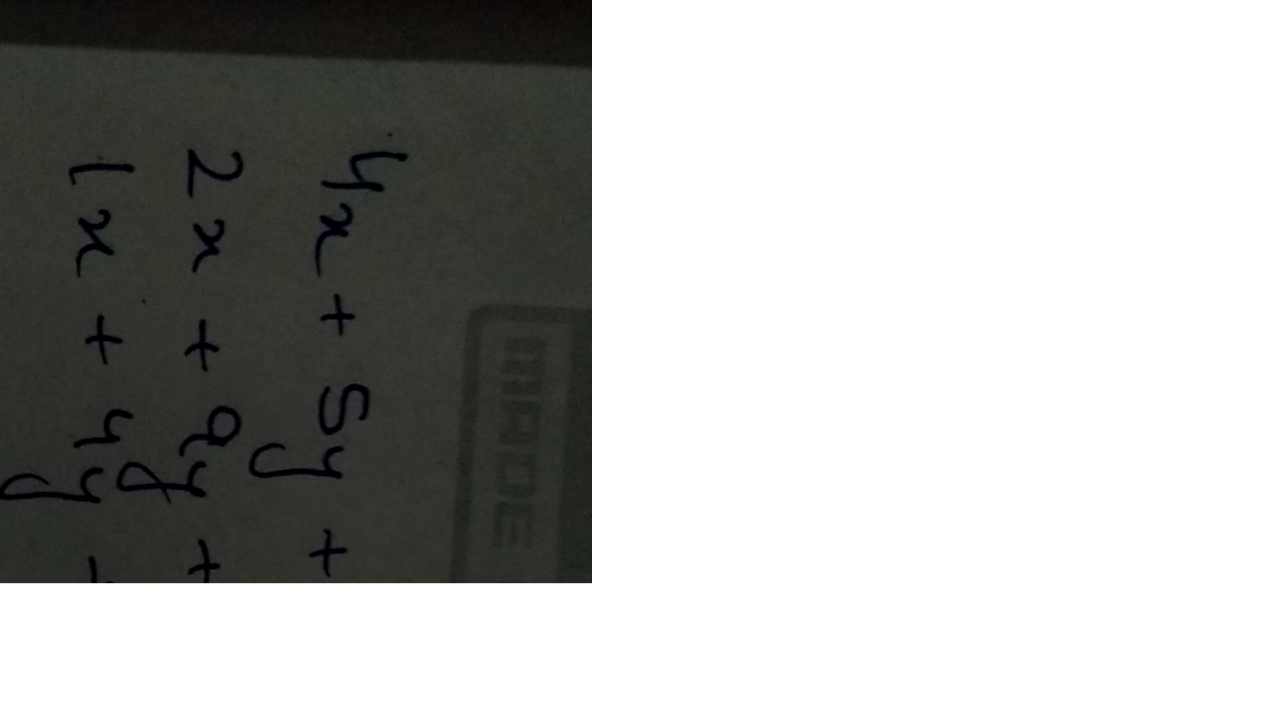 4x + 5y +
2x + 9y +
1x + 4y